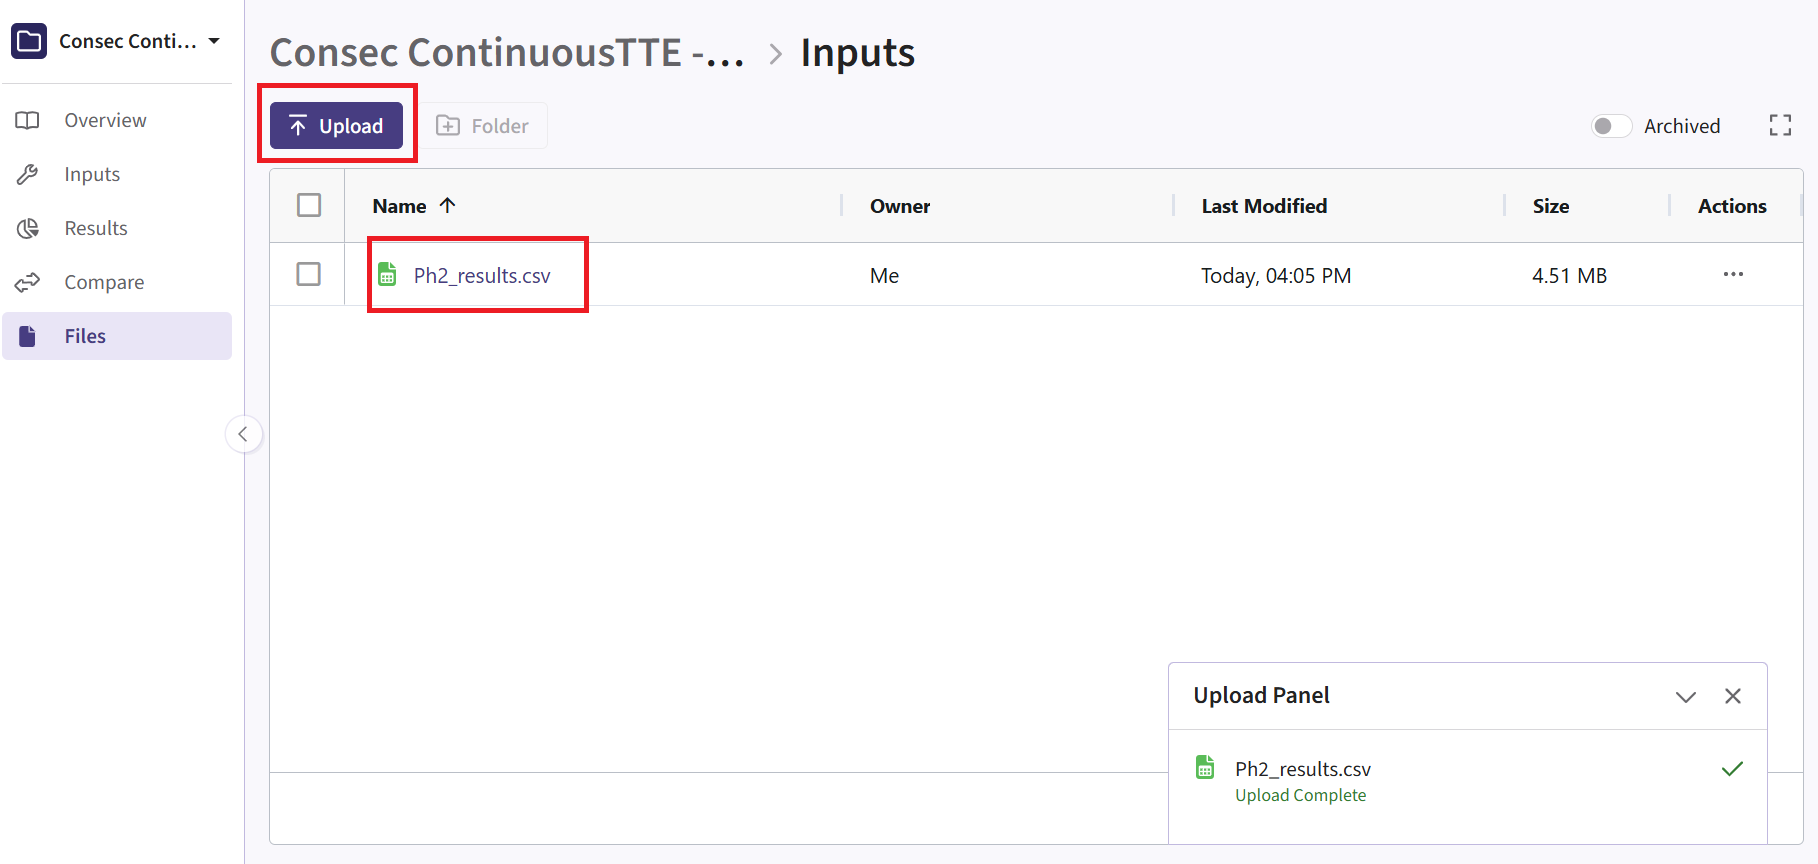 Consec Conti...
Overview
Inputs
Results
Compare
Files
Consec ContinuousTTE -... > Inputs
Upload
Folder
Archived
Name Owner Last Modified Size Actions
Ph2_results.csv Me Today, 04:05 PM 4.51 MB ...
Upload Panel
Ph2_results.csv
Upload Complete